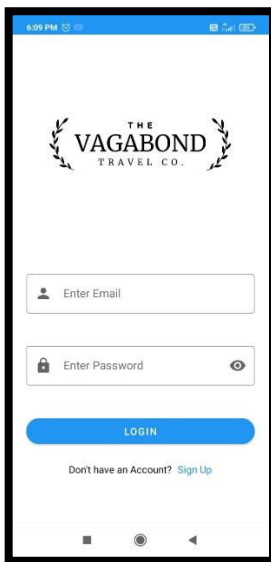 6:09 PM
THE
VAGABOND
TRAVEL CO.
Enter Email
Enter Password
LOGIN
Don't have an Account? Sign Up